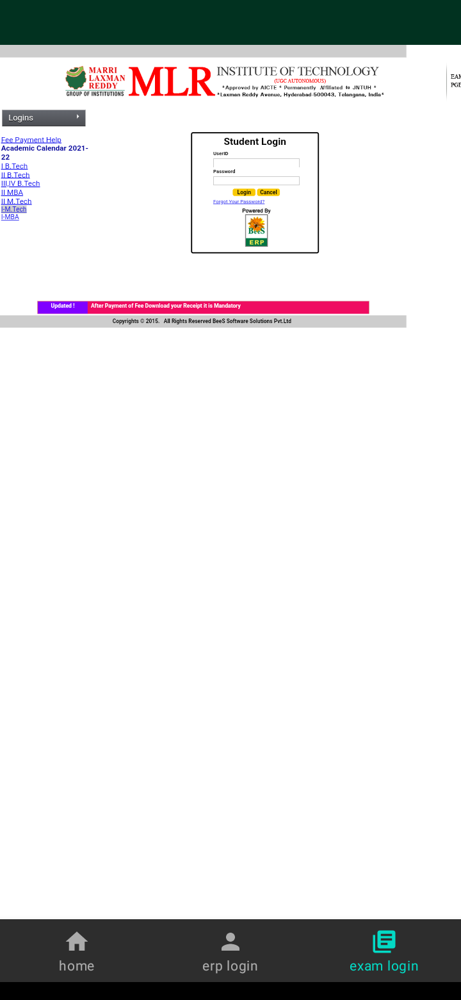 MARRI
LAXMAN
REDDY
GROUP OF INSTITUTIONS
MLR
INSTITUTE OF TECHNOLOGY
(UGC AUTONOMOUS)
*Approved by AICTE * Permanently Affiliated to JNTUH *
*Laxman Reddy Avenue, Hyderabad-500043, Telangana, India*
Logins
Fee Payment Help
Academic Calendar 2021-
22
I B.Tech
II B.Tech
III,IV B.Tech
II MBA
II M.Tech
I-M.Tech
I-MBA
Student Login
UserID
Password
Login Cancel
Forgot Your Password?
Powered By
BeeS
ERP
Updated ! After Payment of Fee Download your Receipt it is Mandatory
Copyrights © 2015. All Rights Reserved BeeS Software Solutions Pvt.Ltd
home erp login exam login